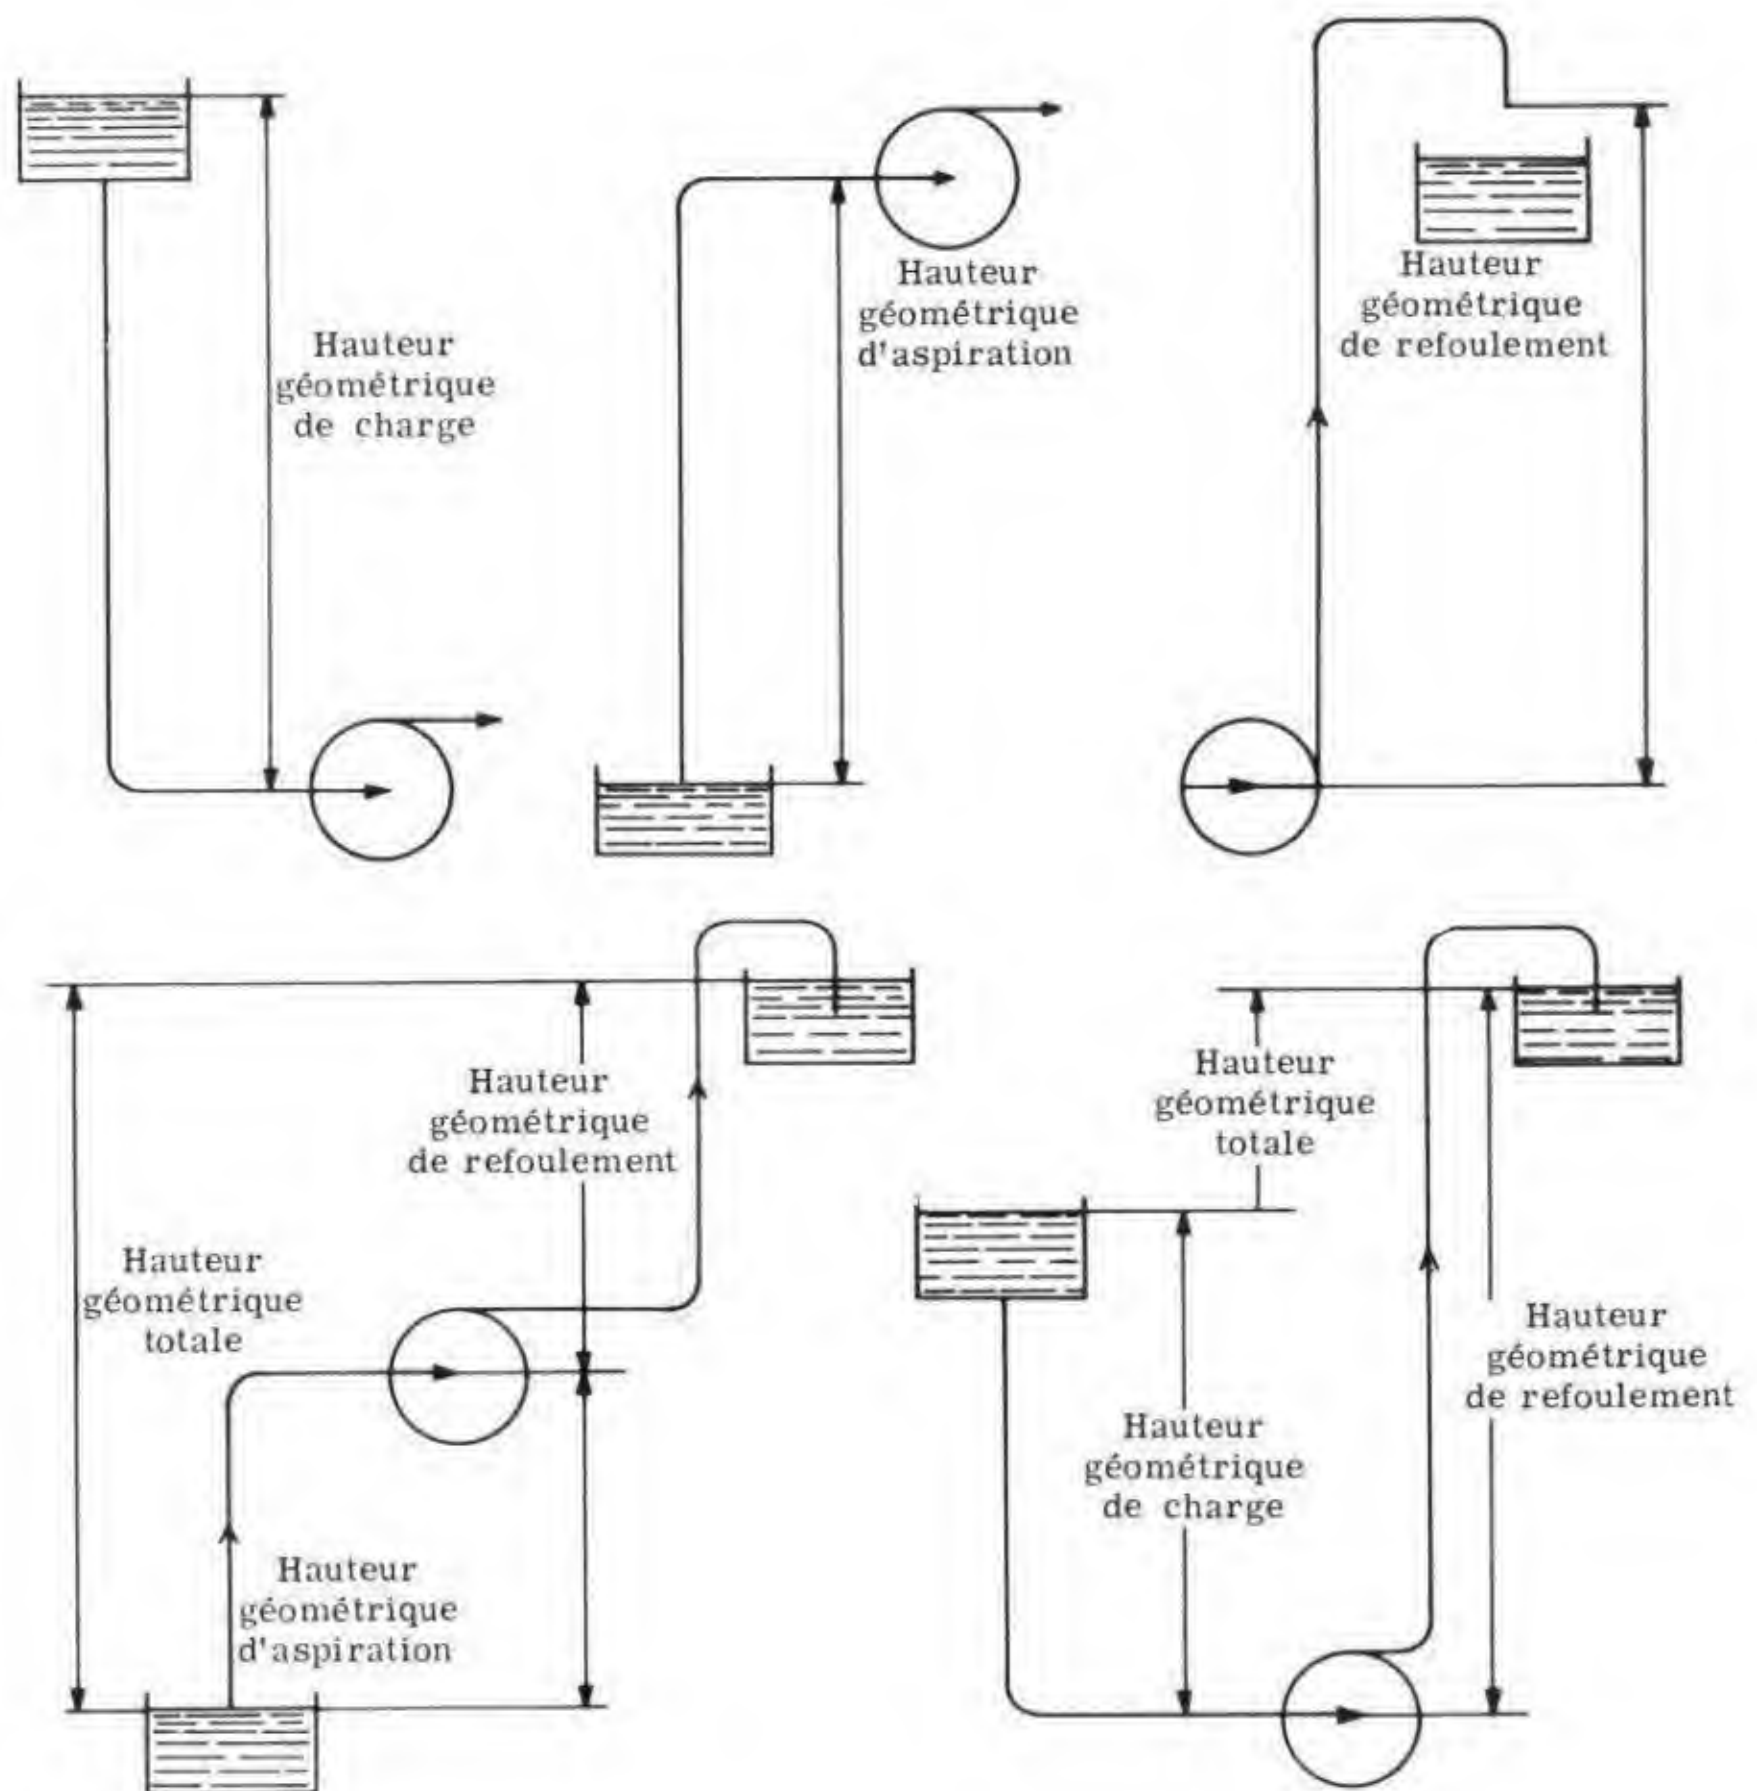 Hauteur
géométrique
de charge
Hauteur
géométrique
d'aspiration
Hauteur
géométrique
de refoulement
Hauteur
géométrique
totale
Hauteur
géométrique
de refoulement
Hauteur
géométrique
d'aspiration
Hauteur
géométrique
totale
Hauteur
géométrique
de charge
Hauteur
géométrique
de refoulement